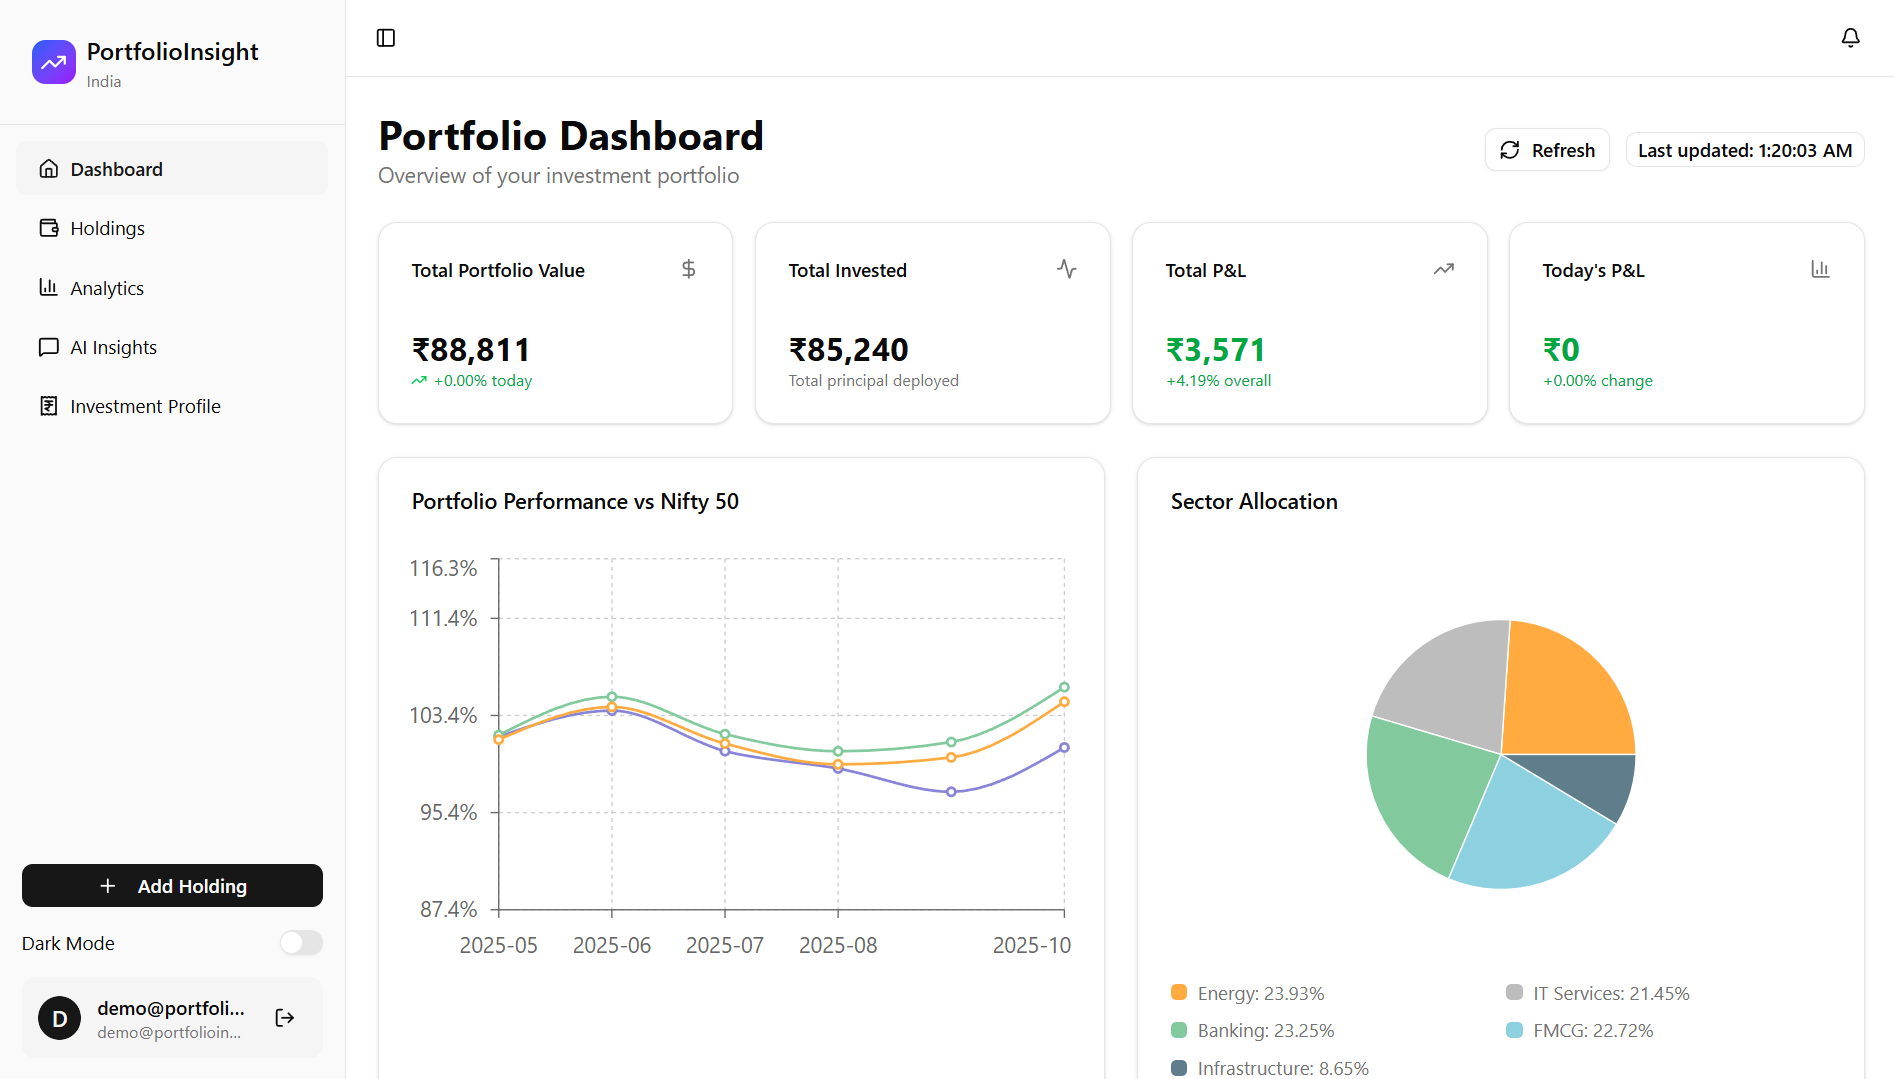 PortfolioInsight
India
Dashboard
Holdings
Analytics
AI Insights
Investment Profile
Add Holding
Dark Mode
D
demo@portfoli...
demo@portfolioin...
Portfolio Dashboard
Overview of your investment portfolio
Refresh
Last updated: 1:20:03 AM
Total Portfolio Value
₹88,811
+0.00% today
Total Invested
₹85,240
Total principal deployed
Total P&L
₹3,571
+4.19% overall
Today's P&L
₹0
+0.00% change
Portfolio Performance vs Nifty 50
116.3%
111.4%
103.4%
95.4%
87.4%
2025-05 2025-06 2025-07 2025-08 2025-10
Sector Allocation
Energy: 23.93% IT Services: 21.45%
Banking: 23.25% FMCG: 22.72%
Infrastructure: 8.65%